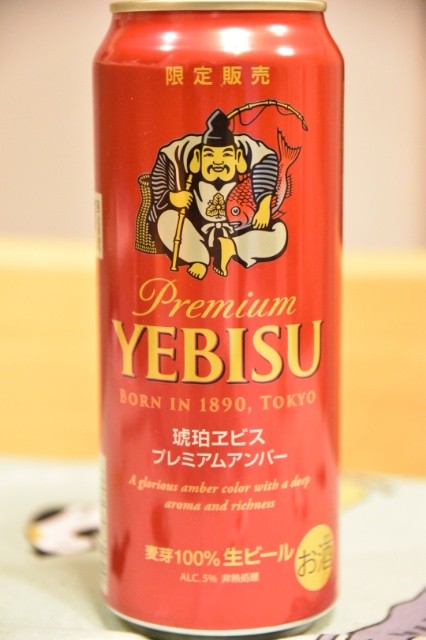 限定販売
Premium
YEBISU
BORN IN 1890, TOKYO
琥珀ヱビス
プレミアムアンバー
A glorious amber color with a deep
aroma and richness
麦芽100% 生ビール
ALC.5% 非熱処理
お酒